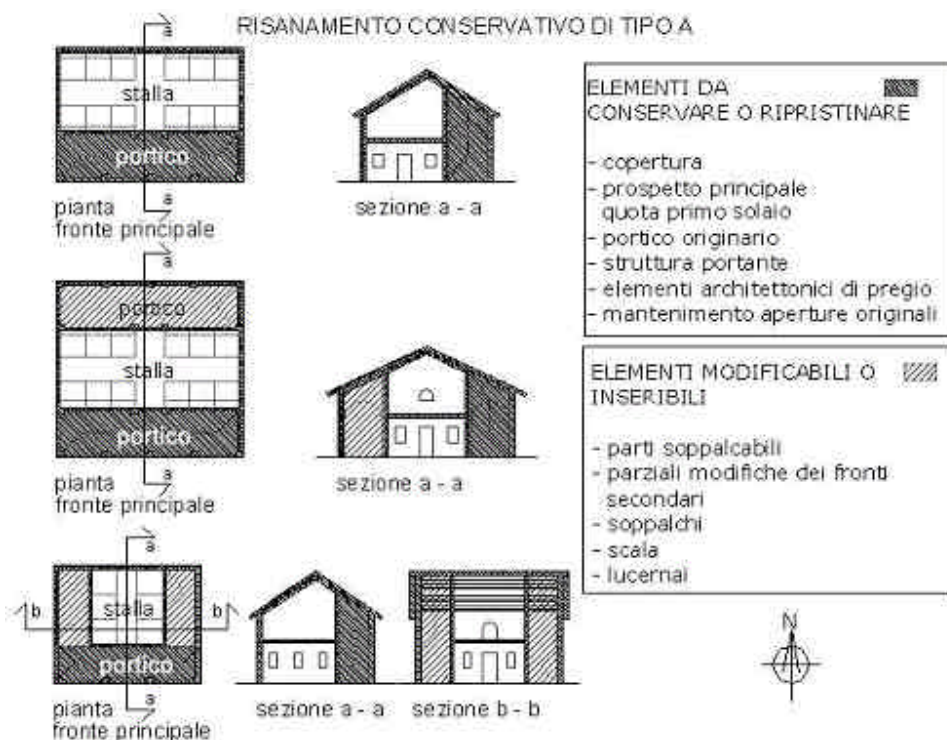 RISANAMENTO CONSERVATIVO DI TIPO A
a
stalla
portico
a
pianta
fronte principale
sezione a - a
ELEMENTI DA
CONSERVARE O RIPRISTINARE
- copertura
- prospetto principale
quota primo solaio
- portico originario
- struttura portante
- elementi architettonici di pregio
- mantenimento aperture originali
a
portico
stalla
portico
a
pianta
fronte principale
sezione a - a
ELEMENTI MODIFICABILI O
INSERIBILI
- parti soppalcabili
- parziali modifiche dei fronti
secondari
- soppalchi
- scala
- lucernai
a
b
stalla
b
portico
a
pianta
fronte principale
sezione a - a
sezione b - b
N